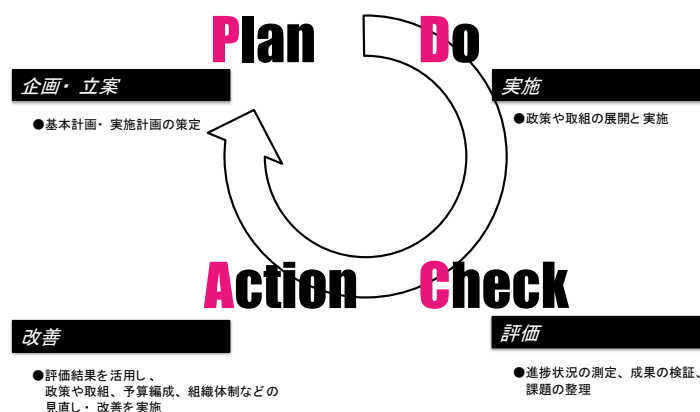 Plan
Do
企画・立案
●基本計画・実施計画の策定
実施
●政策や取組の展開と実施
Action
Check
改善
●評価結果を活用し、
政策や取組、予算編成、組織体制などの
見直し・改善を実施
評価
●進捗状況の測定、成果の検証、
課題の整理